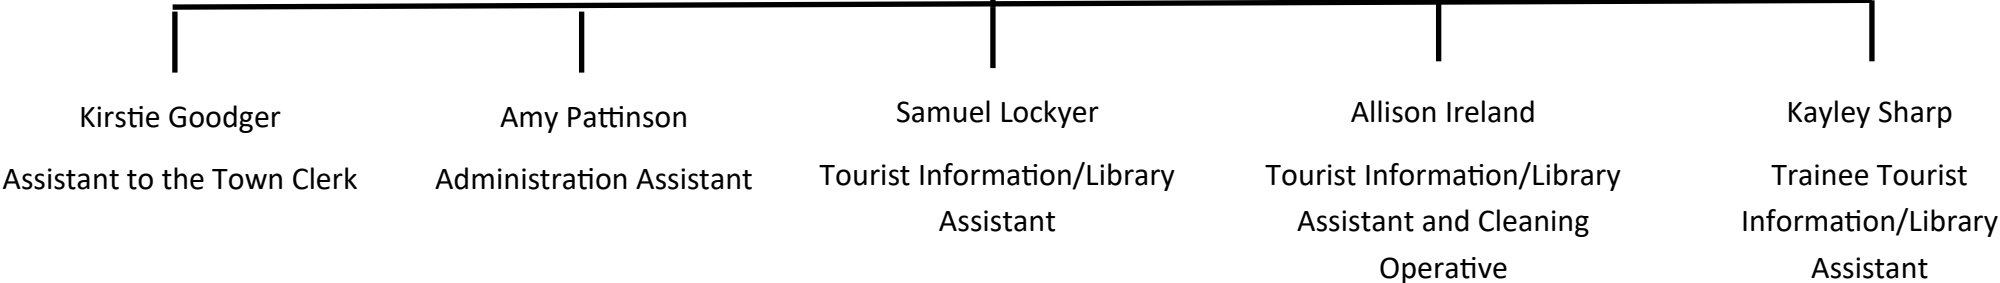 Kirstie Goodger
Assistant to the Town Clerk
Amy Pattinson
Administration Assistant
Samuel Lockyer
Tourist Information/Library
Assistant
Allison Ireland
Tourist Information/Library
Assistant and Cleaning
Operative
Kayley Sharp
Trainee Tourist
Information/Library
Assistant